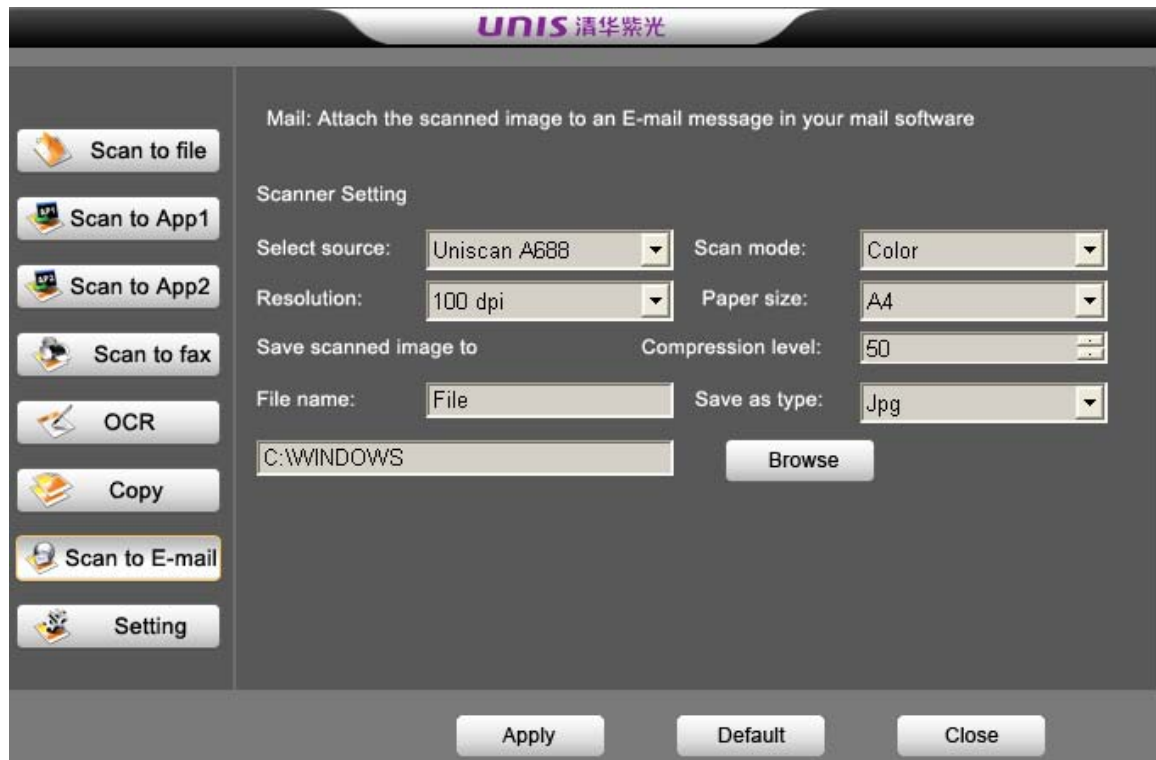 UNIS 清华紫光
Scan to file
Scan to App1
Scan to App2
Scan to fax
OCR
Copy
Scan to E-mail
Setting
Mail: Attach the scanned image to an E-mail message in your mail software
Scanner Setting
Select source: Uniscan A688 Scan mode: Color
Resolution: 100 dpi Paper size: A4
Save scanned image to Compression level: 50
File name: File Save as type: Jpg
C:\WINDOWS Browse
Apply Default Close